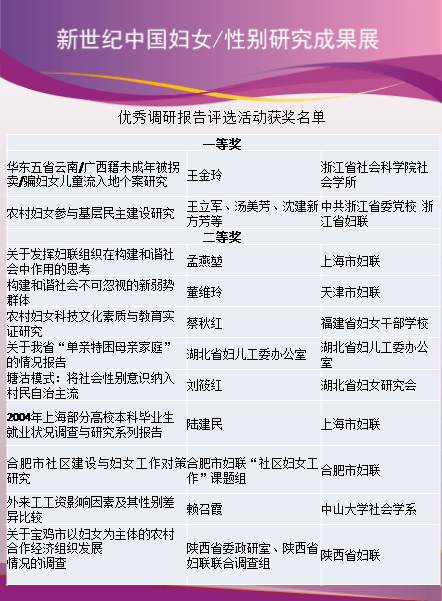 新世纪中国妇女/性别研究成果展
优秀调研报告评选活动获奖名单
一等奖
华东五省云南/广西籍未成年被拐
卖/骗妇女儿童流入地个案研究
王金玲
浙江省社会科学院社
会学所
农村妇女参与基层民主建设研究
王立军、汤美芳、沈建新
方芳等
中共浙江省委党校 浙
江省妇联
二等奖
关于发挥妇联组织在构建和谐社
会中作用的思考
孟燕堃
上海市妇联
构建和谐社会不可忽视的新弱势
群体
董维玲
天津市妇联
农村妇女科技文化素质与教育实
证研究
蔡秋红
福建省妇女干部学校
关于我省“单亲特困母亲家庭”
的情况报告
湖北省妇儿工委办公室
湖北省妇儿工委办公
室
塘沽模式：将社会性别意识纳入
村民自治主流
刘筱红
湖北省妇女研究会
2004年上海部分高校本科毕业生
就业状况调查与研究系列报告
陆建民
上海市妇联
合肥市社区建设与妇女工作对策
研究
合肥市妇联“社区妇女工
作”课题组
合肥市妇联
外来工工资影响因素及其性别差
异比较
赖召霞
中山大学社会学系
关于宝鸡市以妇女为主体的农村
合作经济组织发展
情况的调查
陕西省委政研室、陕西省
妇联联合调查组
陕西省妇联